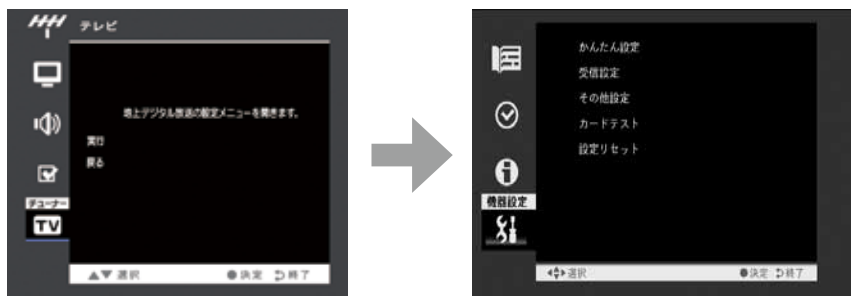 テレビ
地上デジタル放送の設定メニューを開きます。
実行
戻る
チューナー
TV
▲▼ 選択
●決定 ⮌終了
かんたん設定
受信設定
その他設定
カードテスト
設定リセット
機器設定
選択
●決定 ⮌終了